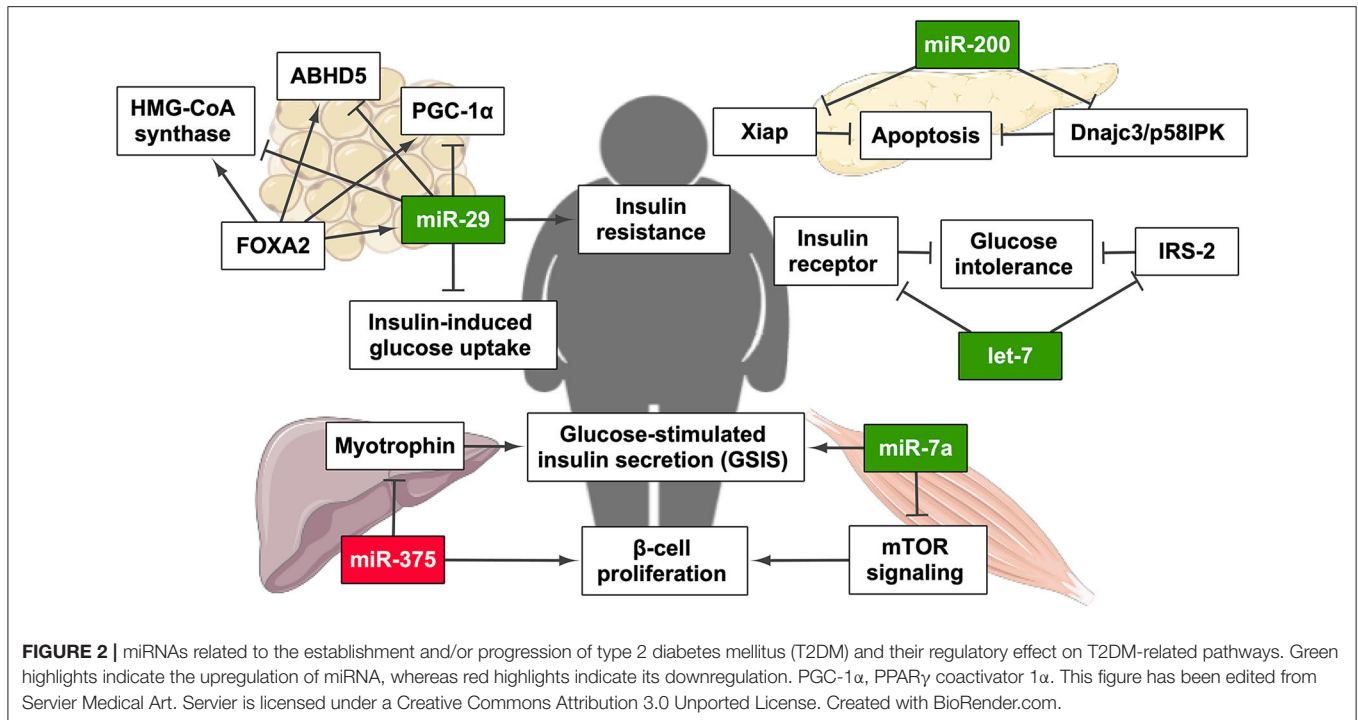 ABHD5
HMG-CoA
synthase
PGC-1α
miR-29
FOXA2
Insulin
resistance
Insulin-induced
glucose uptake
miR-200
Xiap
Apoptosis
Dnajc3/p58IPK
Insulin
receptor
Glucose
intolerance
IRS-2
let-7
Myotrophin
Glucose-stimulated
insulin secretion (GSIS)
miR-7a
miR-375
β-cell
proliferation
mTOR
signaling
FIGURE 2 | miRNAs related to the establishment and/or progression of type 2 diabetes mellitus (T2DM) and their regulatory effect on T2DM-related pathways. Green
highlights indicate the upregulation of miRNA, whereas red highlights indicate its downregulation. PGC-1α, PPARγ coactivator 1α. This figure has been edited from
Servier Medical Art. Servier is licensed under a Creative Commons Attribution 3.0 Unported License. Created with BioRender.com.